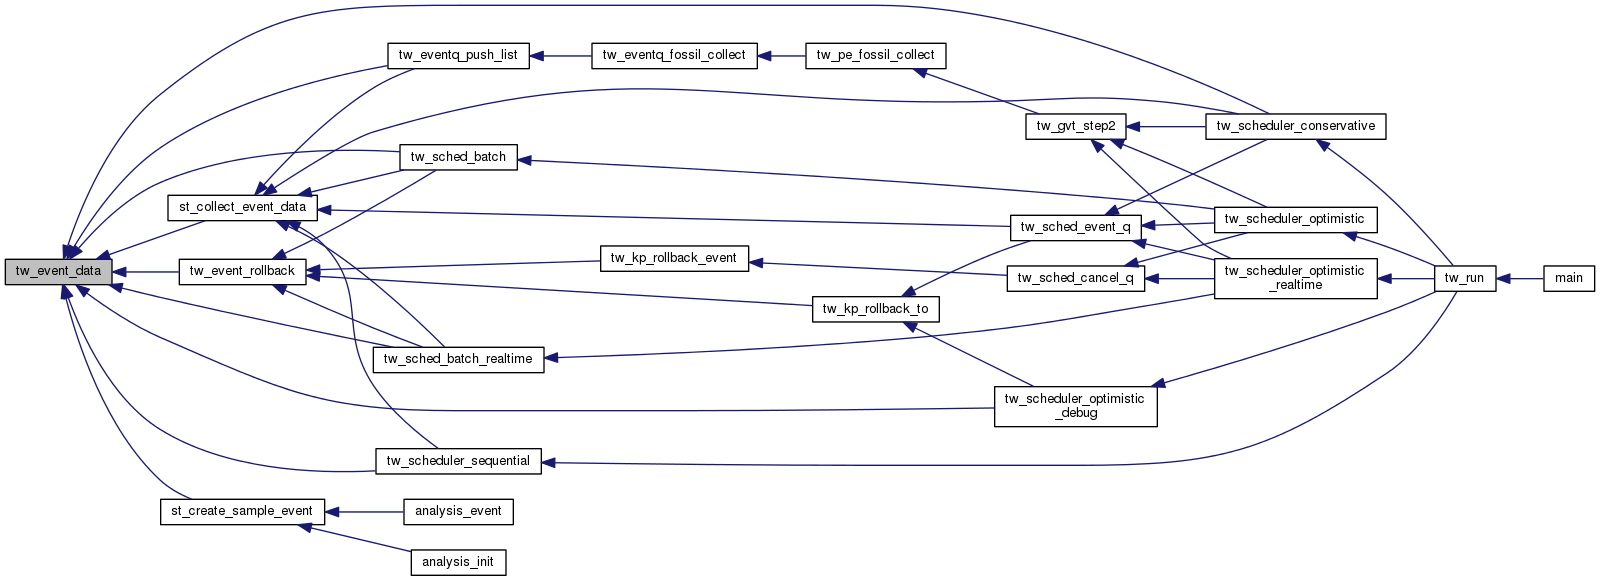 tw_eventq_push_list
tw_eventq_fossil_collect
tw_pe_fossil_collect
tw_gvt_step2
tw_scheduler_conservative
tw_sched_batch
st_collect_event_data
tw_sched_event_q
tw_scheduler_optimistic
tw_event_data
tw_event_rollback
tw_kp_rollback_event
tw_sched_cancel_q
tw_scheduler_optimistic
_realtime
tw_run
main
tw_kp_rollback_to
tw_sched_batch_realtime
tw_scheduler_optimistic
_debug
tw_scheduler_sequential
st_create_sample_event
analysis_event
analysis_init